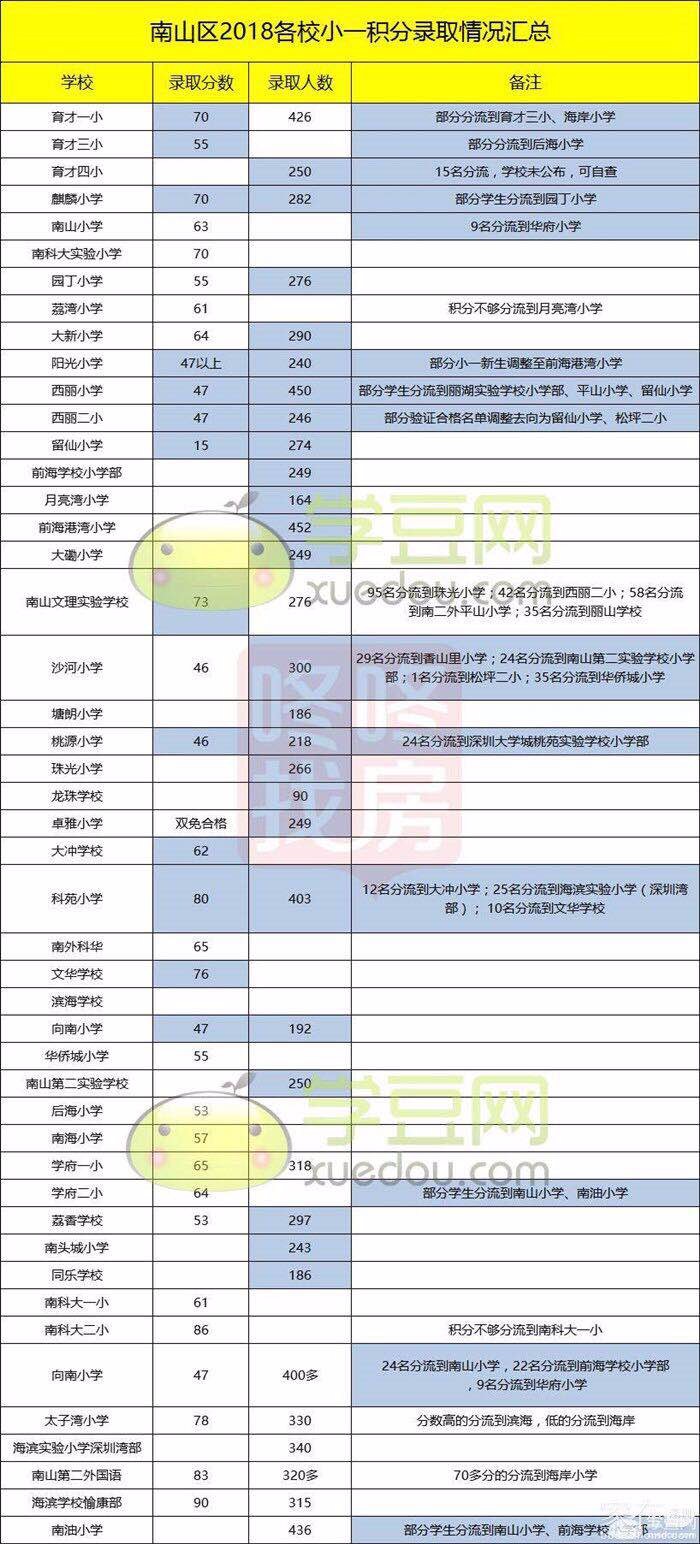 南山区2018各校小一积分录取情况汇总
学校 录取分数 录取人数 备注
育才一小 70 426 部分分流到育才三小、海岸小学
育才三小 55 部分分流到后海小学
育才四小 250 15名分流，学校未公布，可自查
麒麟小学 70 282 部分学生分流到园丁小学
南山小学 63 9名分流到华府小学
南科大实验小学 70
园丁小学 55 276
荔湾小学 61 积分不够分流到月亮湾小学
大新小学 64 290
阳光小学 47以上 240 部分小一新生调整至前海港湾小学
西丽小学 47 450 部分学生分流到丽湖实验学校小学部、平山小学、留仙小学
西丽二小 47 246 部分验证合格名单调整去向为留仙小学、松坪二小
留仙小学 15 274
前海学校小学部 249
月亮湾小学 164
前海港湾小学 452
大磡小学 249
南山文理实验学校 73 276 95名分流到珠光小学；42名分流到西丽二小；58名分流
到南二外平山小学；35名分流到丽山学校
沙河小学 46 300 29名分流到香山里小学；24名分流到南山第二实验学校小学
部；1名分流到松坪二小；35名分流到华侨城小学
塘朗小学 186
桃源小学 46 218 24名分流到深圳大学城桃苑实验学校小学部
珠光小学 266
龙珠学校 90
卓雅小学 双免合格 249
大冲学校 62
科苑小学 80 403 12名分流到大冲小学；25名分流到海滨实验小学（深圳湾
部）； 10名分流到文华学校
南外科华 65
文华学校 76
滨海学校
向南小学 47 192
华侨城小学 55
南山第二实验学校 250
后海小学 53
南海小学 57
学府一小 65 318
学府二小 64 部分学生分流到南山小学、南油小学
荔香学校 53 297
南头城小学 243
同乐学校 186
南科大一小 61
南科大二小 86 积分不够分流到南科大一小
向南小学 47 400多 24名分流到南山小学，22名分流到前海学校小学部
，9名分流到华府小学
太子湾小学 78 330 分数高的分流到滨海，低的分流到海岸
海滨实验小学深圳湾部 340
南山第二外国语 83 320多 70多分的分流到海岸小学
海滨学校愉康部 90 315
南油小学 436 部分学生分流到南山小学、前海学校 部
学豆网
xuedou.com
咚咚找房
学豆网
xuedou.com